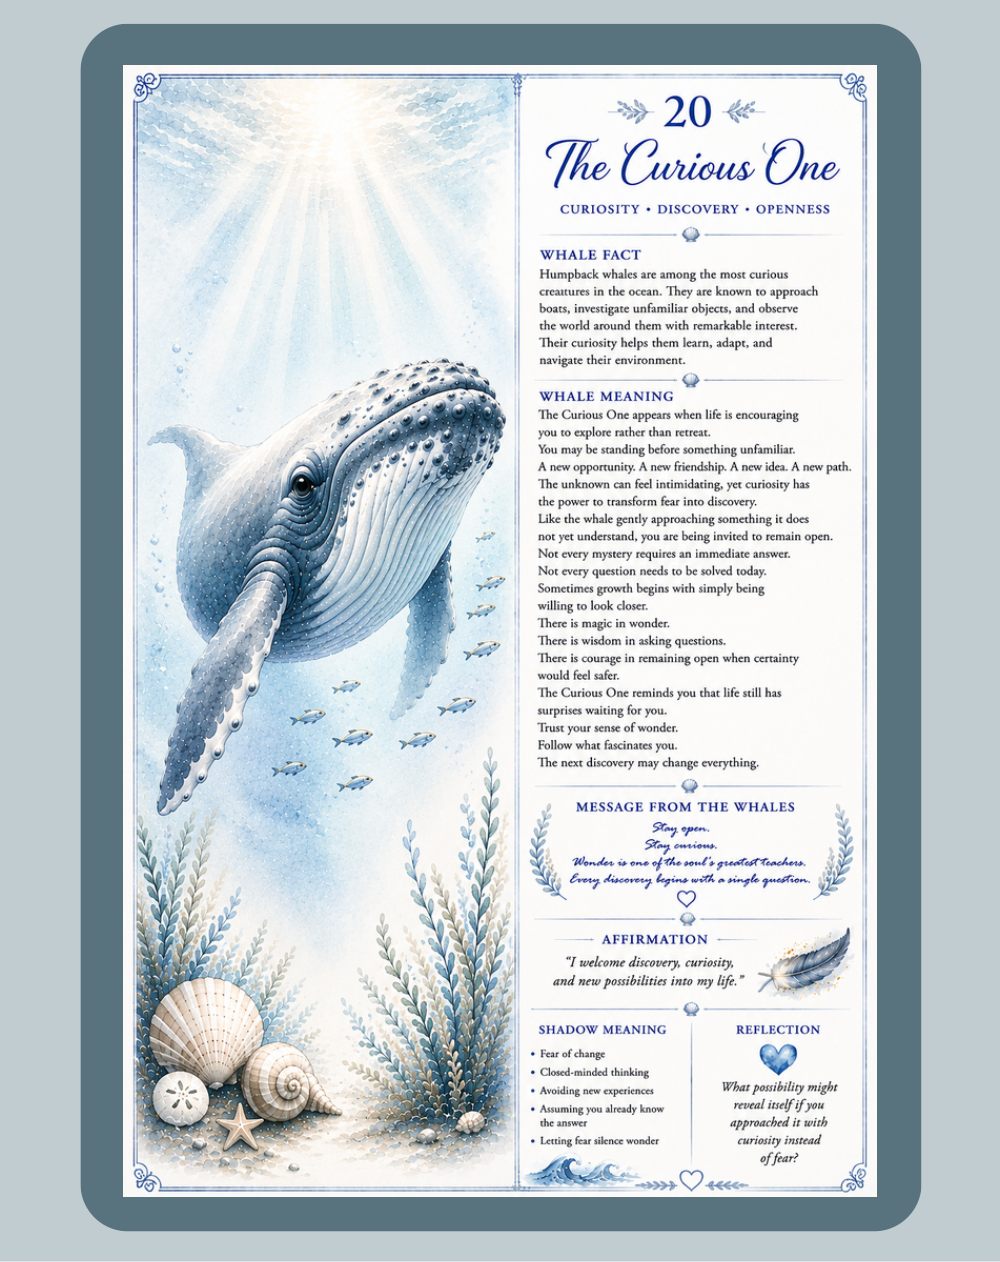 20
The Curious One
CURIOSITY • DISCOVERY • OPENNESS
WHALE FACT
Humpback whales are among the most curious
creatures in the ocean. They are known to approach
boats, investigate unfamiliar objects, and observe
the world around them with remarkable interest.
Their curiosity helps them learn, adapt, and
navigate their environment.
WHALE MEANING
The Curious One appears when life is encouraging
you to explore rather than retreat.
You may be standing before something unfamiliar.
A new opportunity. A new friendship. A new idea. A new path.
The unknown can feel intimidating, yet curiosity has
the power to transform fear into discovery.
Like the whale gently approaching something it does
not yet understand, you are being invited to remain open.
Not every mystery requires an immediate answer.
Not every question needs to be solved today.
Sometimes growth begins with simply being
willing to look closer.
There is magic in wonder.
There is wisdom in asking questions.
There is courage in remaining open when certainty
would feel safer.
The Curious One reminds you that life still has
surprises waiting for you.
Trust your sense of wonder.
Follow what fascinates you.
The next discovery may change everything.
MESSAGE FROM THE WHALES
Stay open.
Stay curious.
Wonder is one of the soul's greatest teachers.
Every discovery begins with a single question.
AFFIRMATION
“I welcome discovery, curiosity,
and new possibilities into my life.”
SHADOW MEANING
• Fear of change
• Closed-minded thinking
• Avoiding new experiences
• Assuming you already know
the answer
• Letting fear silence wonder
REFLECTION
What possibility might
reveal itself if you
approached it with
curiosity instead
of fear?